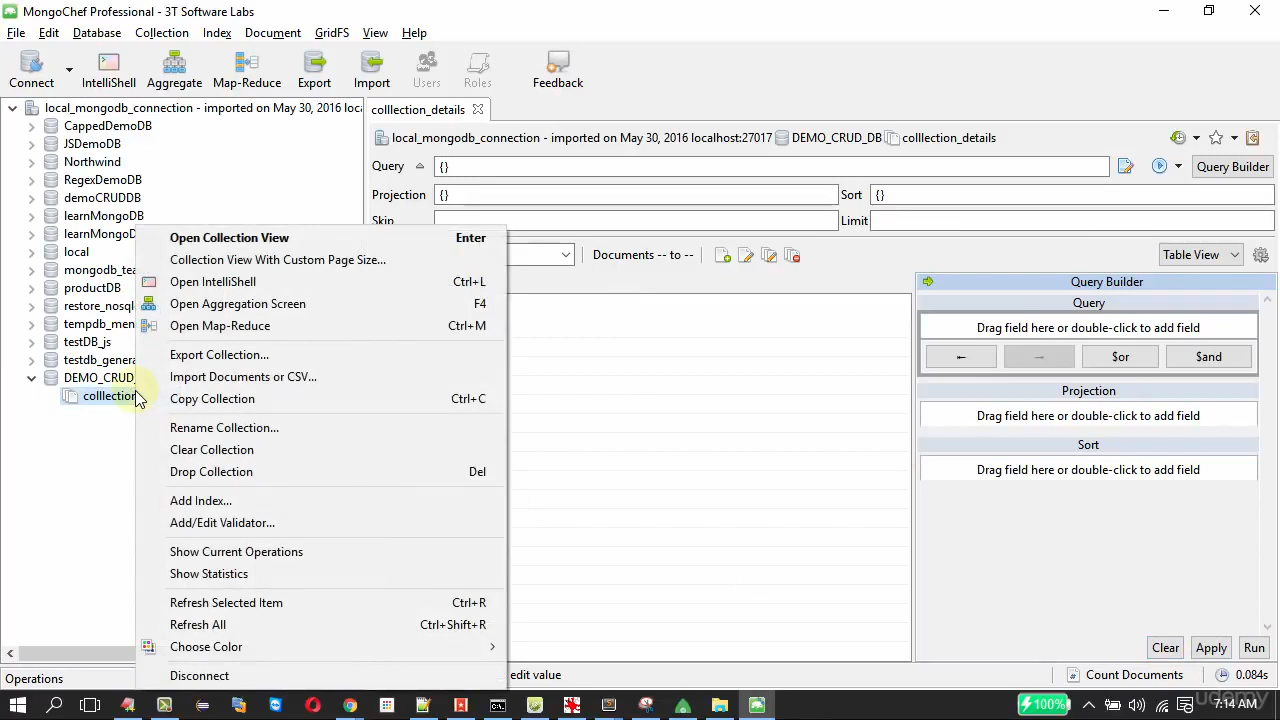 MongoChef Professional - 3T Software Labs
File Edit Database Collection Index Document GridFS View Help
Connect IntelliShell Aggregate Map-Reduce Export Import Users Roles Feedback
local_mongodb_connection - imported on May 30, 2016 loca
CappedDemoDB
JSDemoDB
Northwind
RegexDemoDB
demoCRUDDB
learnMongoDB
learnMongoD
local
mongodb_tea
productDB
restore_nosql
tempdb_men
testDB_js
testdb_genera
DEMO_CRUD_
colllection
Operations
colllection_details
local_mongodb_connection - imported on May 30, 2016 localhost:27017 DEMO_CRUD_DB colllection_details
Query {} Query Builder
Projection {} Sort {}
Skip Limit
Documents -- to -- Table View
Open Collection View Enter
Collection View With Custom Page Size...
Open IntelliShell Ctrl+L
Open Aggregation Screen F4
Open Map-Reduce Ctrl+M
Export Collection...
Import Documents or CSV...
Copy Collection Ctrl+C
Rename Collection...
Clear Collection
Drop Collection Del
Add Index...
Add/Edit Validator...
Show Current Operations
Show Statistics
Refresh Selected Item Ctrl+R
Refresh All Ctrl+Shift+R
Choose Color
Disconnect
Query Builder
Query
Drag field here or double-click to add field
← → $or $and
Projection
Drag field here or double-click to add field
Sort
Drag field here or double-click to add field
Clear Apply Run
edit value Count Documents 0.084s
100% 7:14 AM
udemy